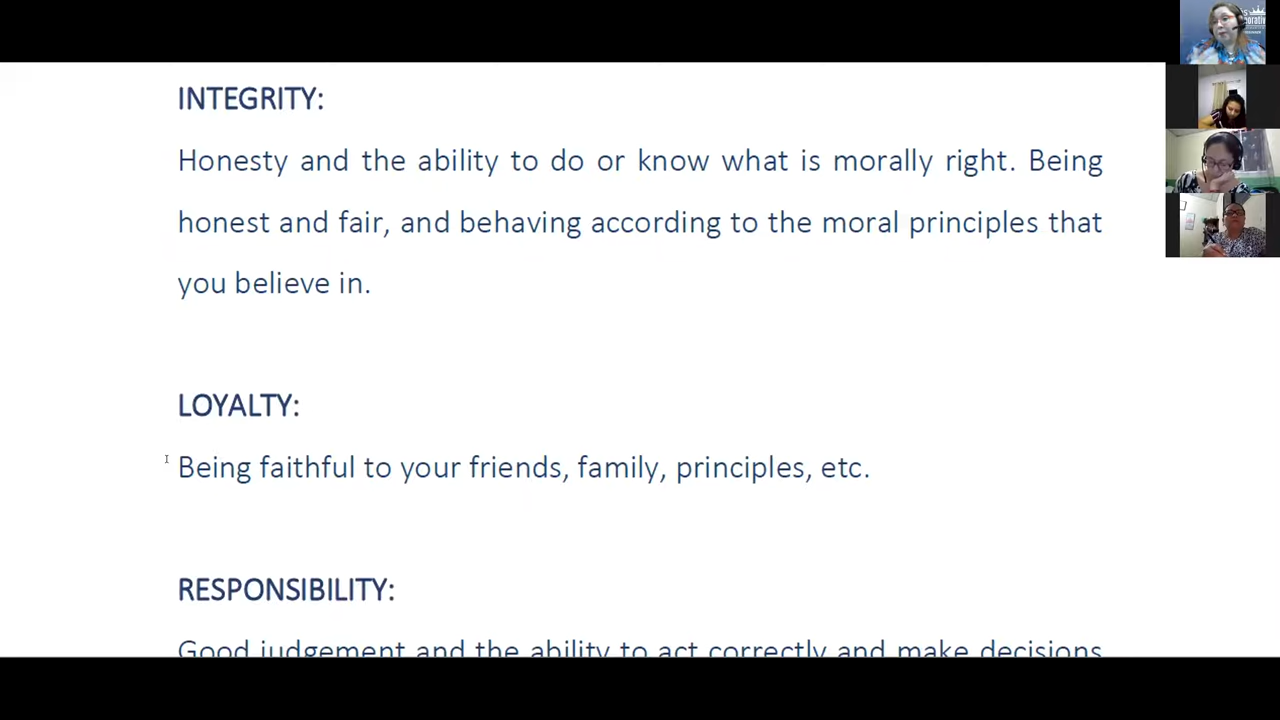 INTEGRITY:
Honesty and the ability to do or know what is morally right. Being
honest and fair, and behaving according to the moral principles that
you believe in.
LOYALTY:
Being faithful to your friends, family, principles, etc.
RESPONSIBILITY:
Good judgement and the ability to act correctly and make decisions